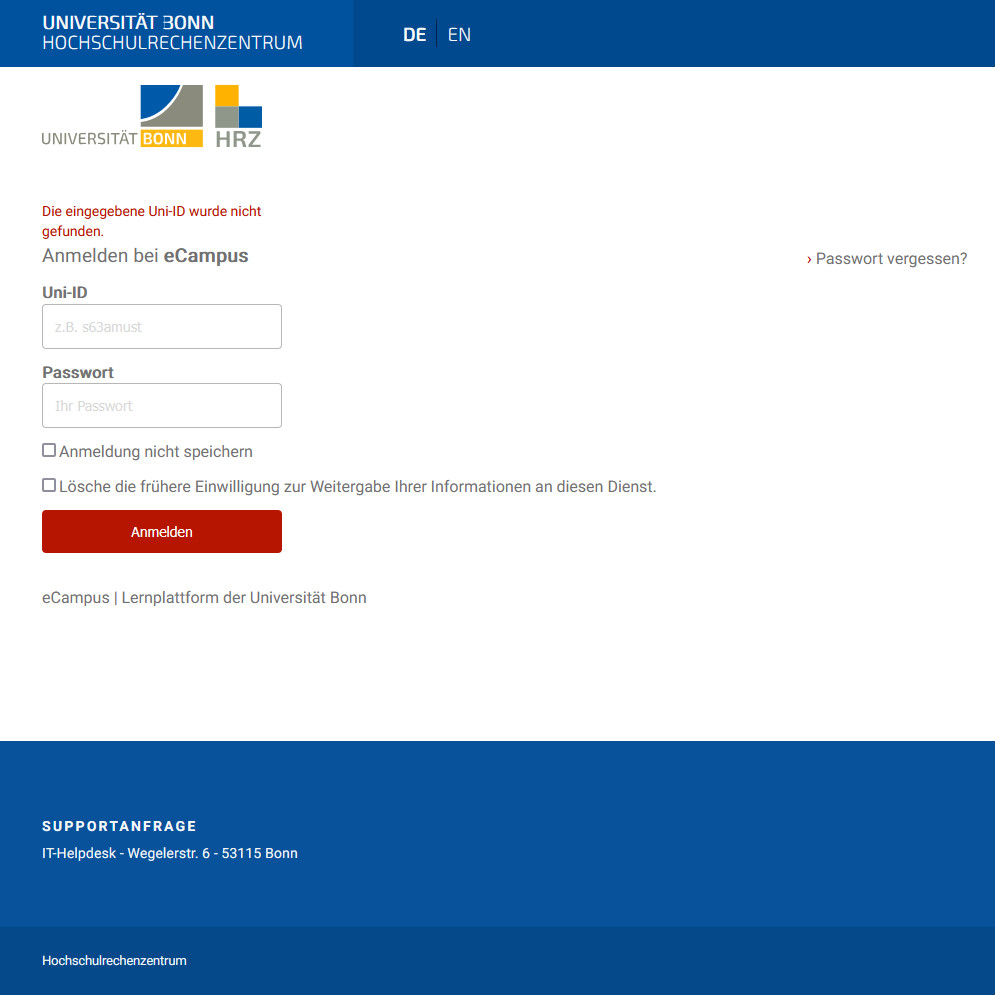 UNIVERSITÄT BONN
HOCHSCHULRECHENZENTRUM
DE EN
UNIVERSITÄT BONN HRZ
Die eingegebene Uni-ID wurde nicht
gefunden.
Anmelden bei eCampus
› Passwort vergessen?
Uni-ID
z.B. s63amust
Passwort
Ihr Passwort
Anmeldung nicht speichern
Lösche die frühere Einwilligung zur Weitergabe Ihrer Informationen an diesen Dienst.
Anmelden
eCampus | Lernplattform der Universität Bonn
SUPPORTANFRAGE
IT-Helpdesk - Wegelerstr. 6 - 53115 Bonn
Hochschulrechenzentrum